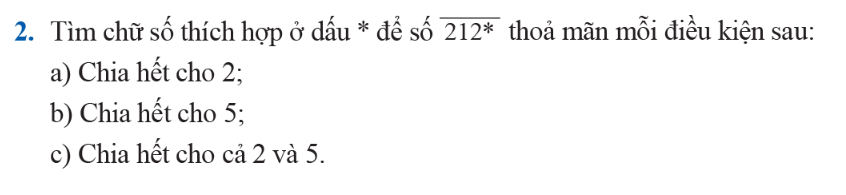 2. Tìm chữ số thích hợp ở dấu * để số 212* thoả mãn mỗi điều kiện sau:
a) Chia hết cho 2;
b) Chia hết cho 5;
c) Chia hết cho cả 2 và 5.